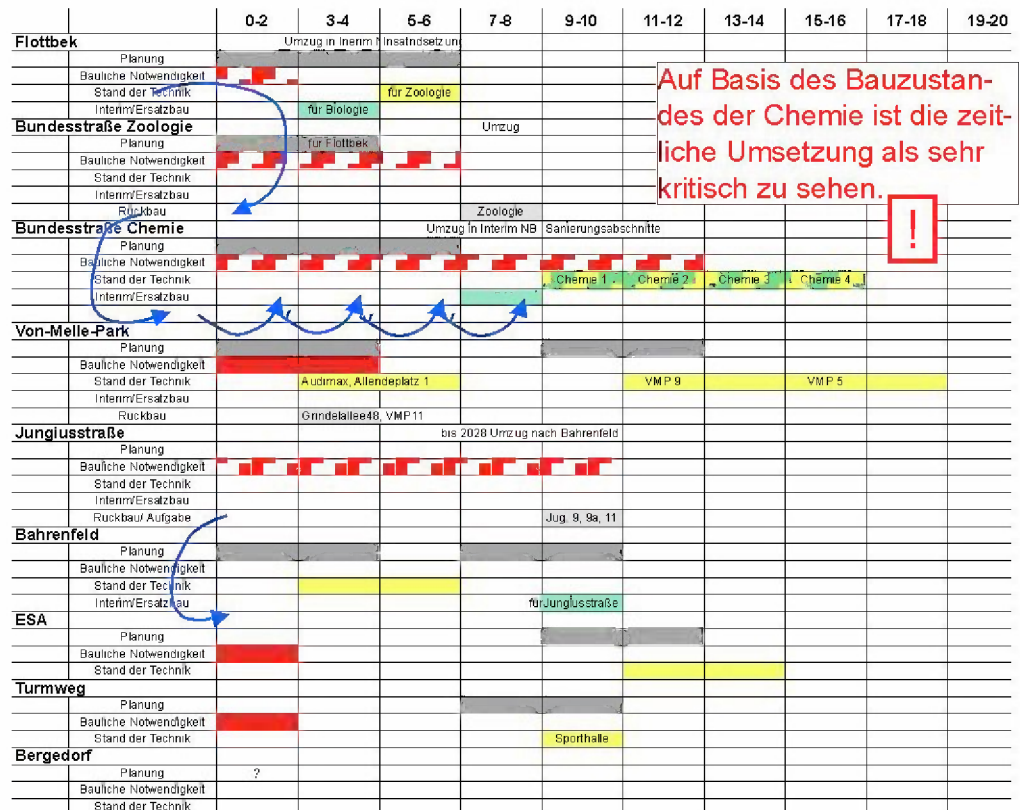 0-2 3-4 5-6 7-8 9-10 11-12 13-14 15-16 17-18 19-20
Flottbek Umzug in Inerim N Insatndsetzung
Planung
Bauliche Notwendigkeit
Stand der Technik für Zoologie
Interim/Ersatzbau für Biologie
Bundesstraße Zoologie Umzug
Planung für Flottbek
Bauliche Notwendigkeit
Stand der Technik
Interim/Ersatzbau
Rückbau Zoologie
Auf Basis des Bauzustan-
des der Chemie ist die zeit-
liche Umsetzung als sehr
kritisch zu sehen.
!
Bundesstraße Chemie Umzug in Interim NB Sanierungsabschnitte
Planung
Bauliche Notwendigkeit
Stand der Technik Chemie 1 Chemie 2 Chemie 3 Chemie 4
Interim/Ersatzbau
Von-Melle-Park
Planung
Bauliche Notwendigkeit
Stand der Technik Audimax, Allendeplatz 1 VMP 9 VMP 5
Interim/Ersatzbau
Ruckbau Grindelallee48, VMP11
Jungiusstraße bis 2028 Umzug nach Bahrenfeld
Planung
Bauliche Notwendigkeit
Stand der Technik
Interim/Ersatzbau
Ruckbau/ Aufgabe Jug. 9, 9a, 11
Bahrenfeld
Planung
Bauliche Notwendigkeit
Stand der Technik
Interim/Ersatzbau für Jungiusstraße
ESA
Planung
Bauliche Notwendigkeit
Stand der Technik
Turmweg
Planung
Bauliche Notwendigkeit
Stand der Technik Sporthalle
Bergedorf
Planung ?
Bauliche Notwendigkeit
Stand der Technik